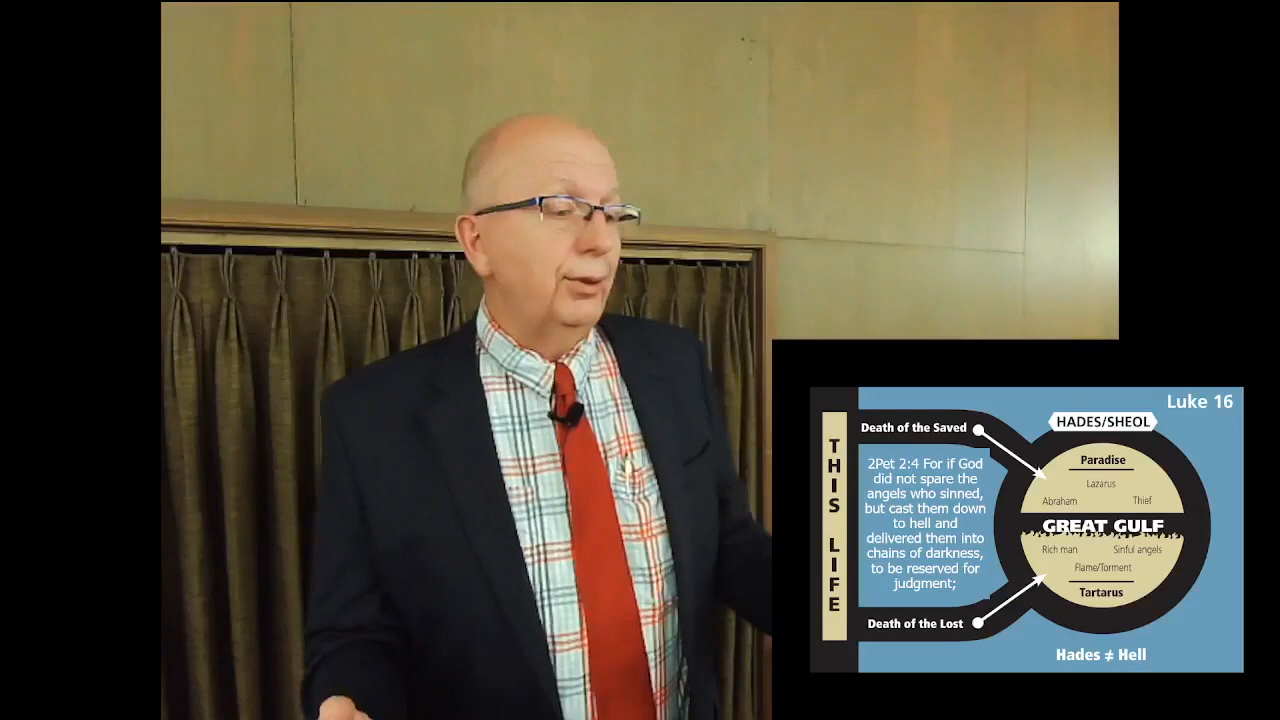 Luke 16
HADES/SHEOL
THIS LIFE
Death of the Saved
Paradise
Lazarus
Abraham
Thief
2Pet 2:4 For if God
did not spare the
angels who sinned,
but cast them down
to hell and
delivered them into
chains of darkness,
to be reserved for
judgment;
GREAT GULF
Rich man
Sinful angels
Flame/Torment
Tartarus
Death of the Lost
Hades ≠ Hell